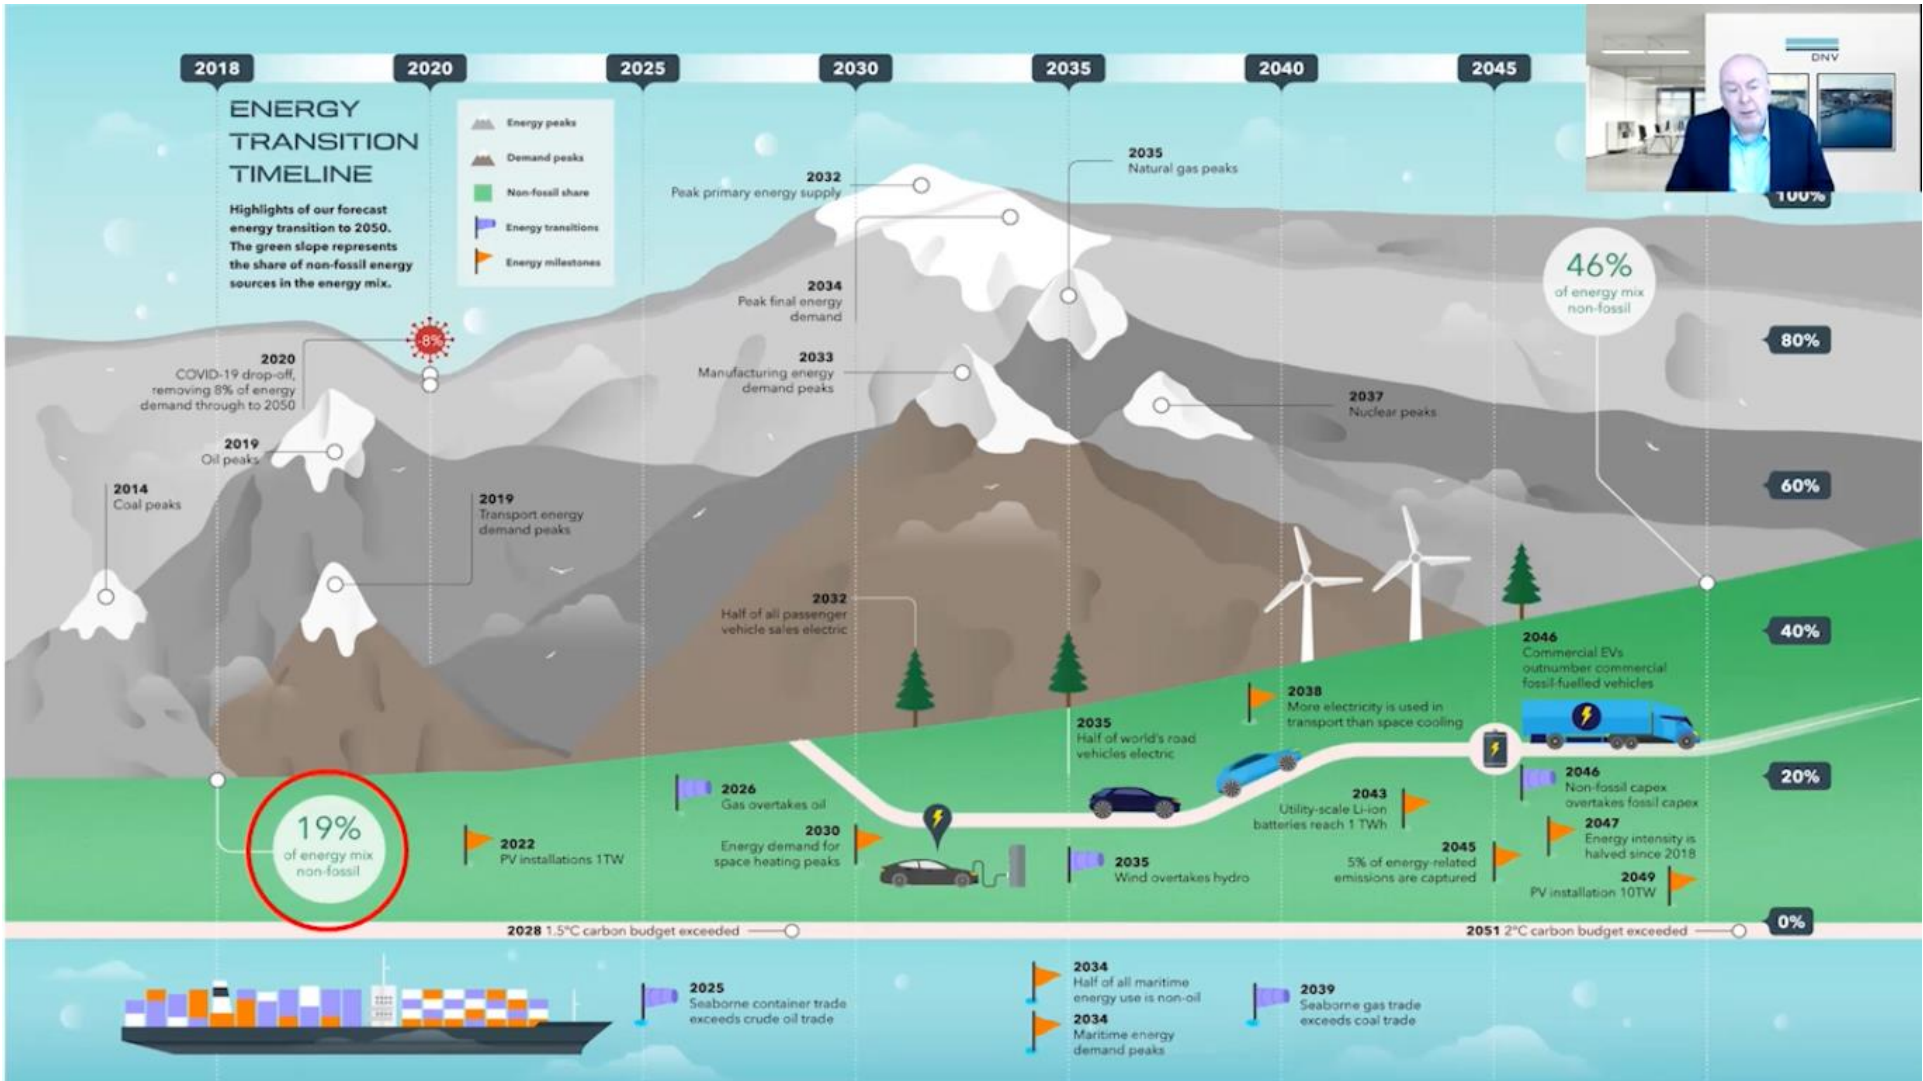 2018
2020
2025
2030
2035
2040
2045
DNV
ENERGY
TRANSITION
TIMELINE
Highlights of our forecast
energy transition to 2050.
The green slope represents
the share of non-fossil energy
sources in the energy mix.
Energy peaks
Demand peaks
Non-fossil share
Energy transitions
Energy milestones
2032
Peak primary energy supply
2035
Natural gas peaks
100%
46%
of energy mix
non-fossil
2034
Peak final energy
demand
-8%
80%
2020
COVID-19 drop-off,
removing 8% of energy
demand through to 2050
2033
Manufacturing energy
demand peaks
2037
Nuclear peaks
2019
Oil peaks
2014
Coal peaks
2019
Transport energy
demand peaks
60%
2032
Half of all passenger
vehicle sales electric
40%
2046
Commercial EVs
outnumber commercial
fossil-fuelled vehicles
2038
More electricity is used in
transport than space cooling
2035
Half of world's road
vehicles electric
20%
2026
Gas overtakes oil
2046
Non-fossil capex
overtakes fossil capex
2043
Utility-scale Li-ion
batteries reach 1 TWh
19%
of energy mix
non-fossil
2022
PV installations 1TW
2030
Energy demand for
space heating peaks
2035
Wind overtakes hydro
2045
5% of energy-related
emissions are captured
2047
Energy intensity is
halved since 2018
2049
PV installation 10TW
0%
2028 1.5°C carbon budget exceeded
2051 2°C carbon budget exceeded
2025
Seaborne container trade
exceeds crude oil trade
2034
Half of all maritime
energy use is non-oil
2034
Maritime energy
demand peaks
2039
Seaborne gas trade
exceeds coal trade